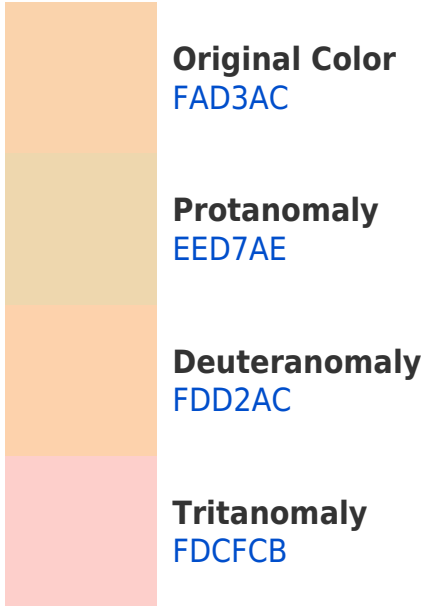 Original Color
FAD3AC
Protanomaly
EED7AE
Deuteranomaly
FDD2AC
Tritanomaly
FDCFCB